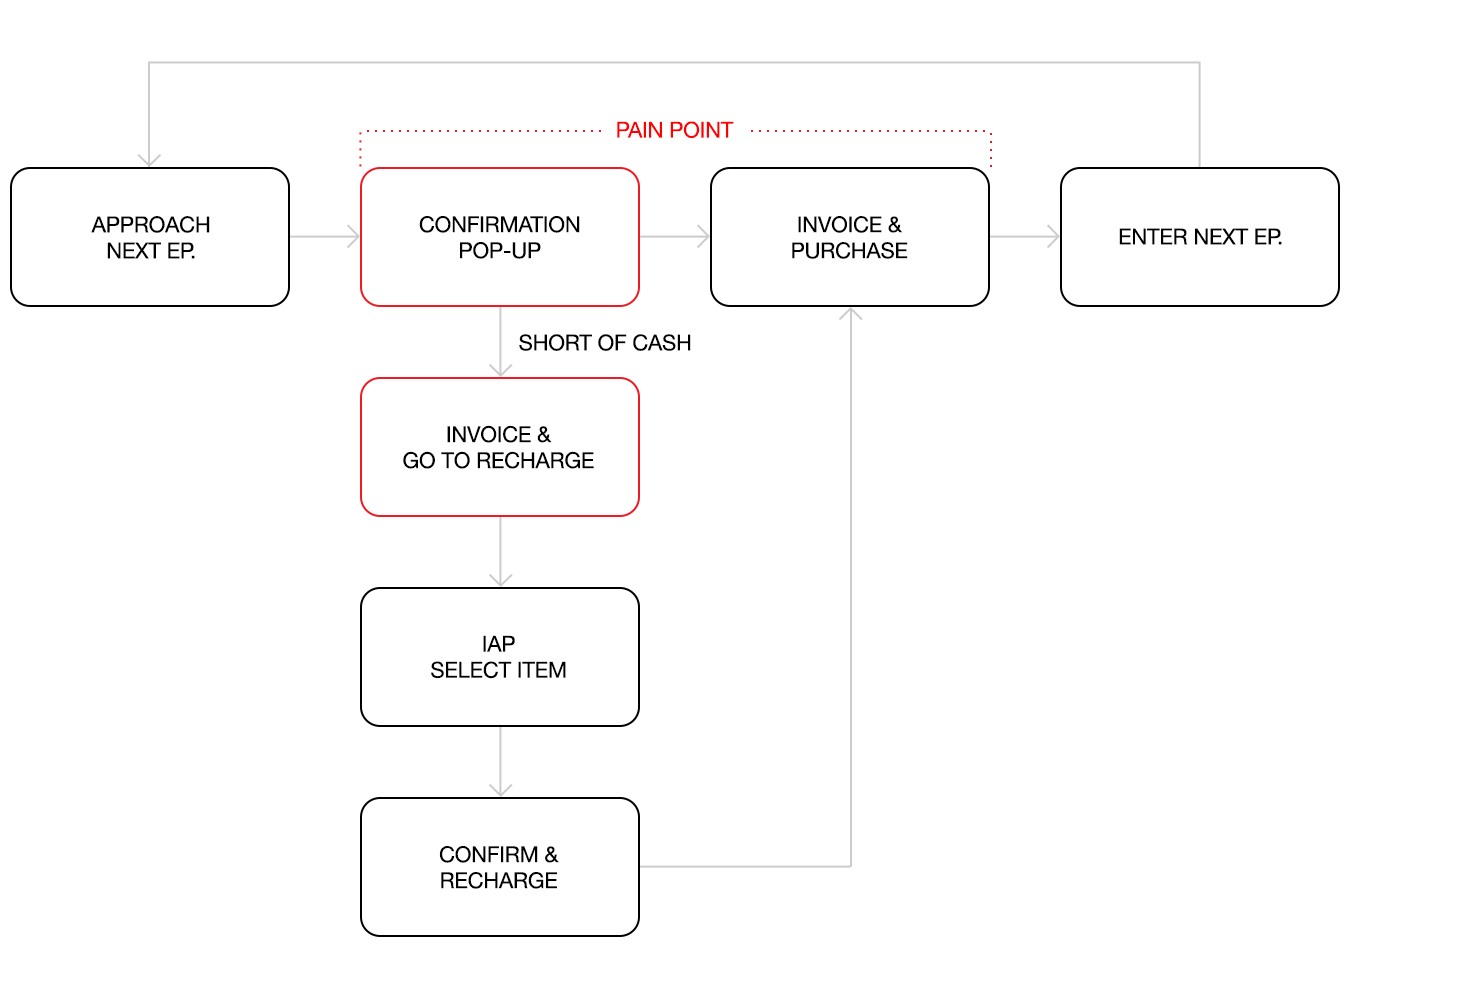 PAIN POINT
APPROACH
NEXT EP.
CONFIRMATION
POP-UP
INVOICE &
PURCHASE
ENTER NEXT EP.
SHORT OF CASH
INVOICE &
GO TO RECHARGE
IAP
SELECT ITEM
CONFIRM &
RECHARGE